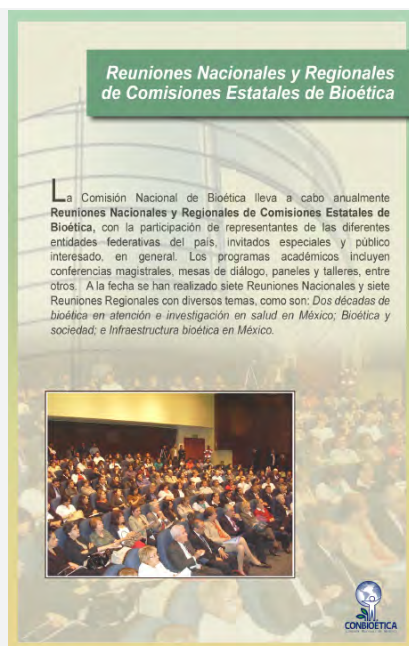 Reuniones Nacionales y Regionales
de Comisiones Estatales de Bioética
La Comisión Nacional de Bioética lleva a cabo anualmente
Reuniones Nacionales y Regionales de Comisiones Estatales de
Bioética, con la participación de representantes de las diferentes
entidades federativas del país, invitados especiales y público
interesado, en general. Los programas académicos incluyen
conferencias magistrales, mesas de diálogo, paneles y talleres, entre
otros. A la fecha se han realizado siete Reuniones Nacionales y siete
Reuniones Regionales con diversos temas, como son: Dos décadas de
bioética en atención e investigación en salud en México; Bioética y
sociedad; e Infraestructura bioética en México.
CONBIOÉTICA